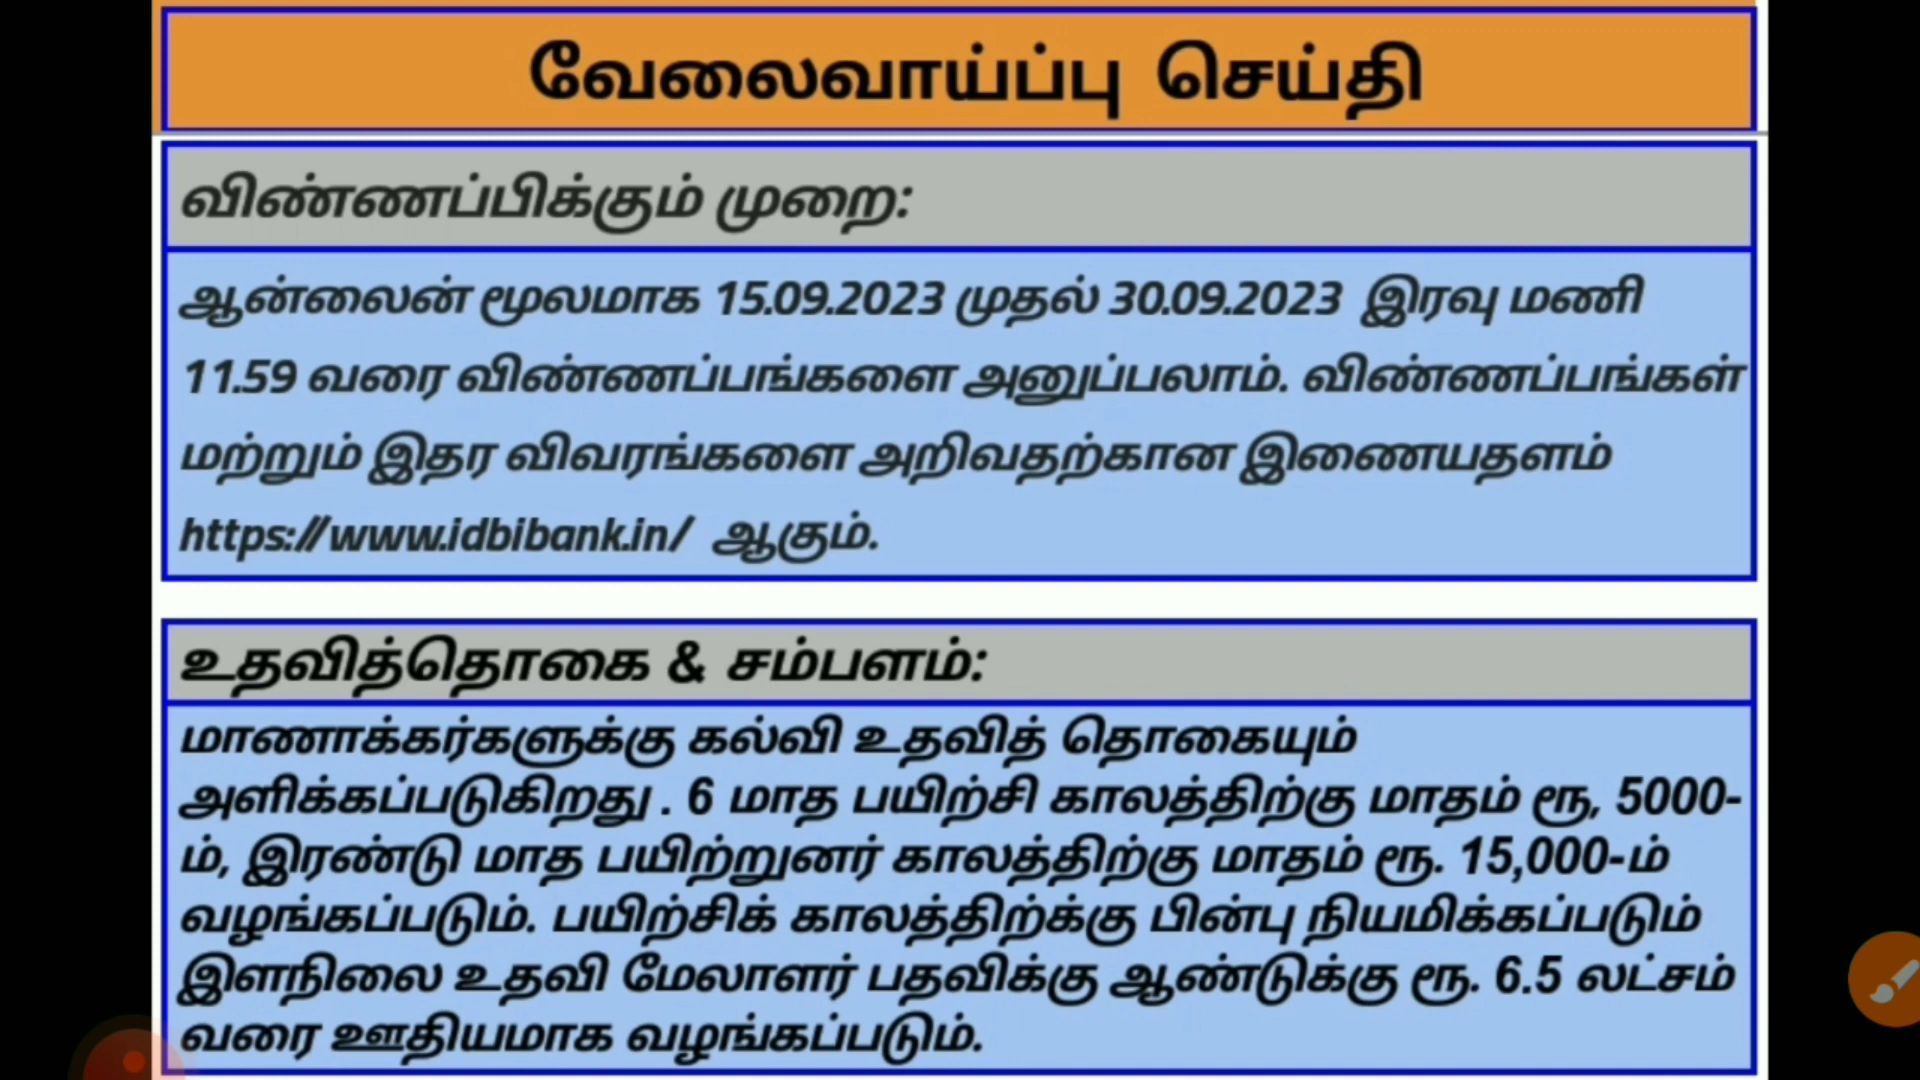 வேலைவாய்ப்பு செய்தி
விண்ணப்பிக்கும் முறை:
ஆன்லைன் மூலமாக 15.09.2023 முதல் 30.09.2023 இரவு மணி
11.59 வரை விண்ணப்பங்களை அனுப்பலாம். விண்ணப்பங்கள்
மற்றும் இதர விவரங்களை அறிவதற்கான இணையதளம்
https://www.idbibank.in/ ஆகும்.
உதவித்தொகை & சம்பளம்:
மாணாக்கர்களுக்கு கல்வி உதவித் தொகையும்
அளிக்கப்படுகிறது . 6 மாத பயிற்சி காலத்திற்கு மாதம் ரூ, 5000-
ம், இரண்டு மாத பயிற்றுனர் காலத்திற்கு மாதம் ரூ. 15,000-ம்
வழங்கப்படும். பயிற்சிக் காலத்திற்க்கு பின்பு நியமிக்கப்படும்
இளநிலை உதவி மேலாளர் பதவிக்கு ஆண்டுக்கு ரூ. 6.5 லட்சம்
வரை ஊதியமாக வழங்கப்படும்.